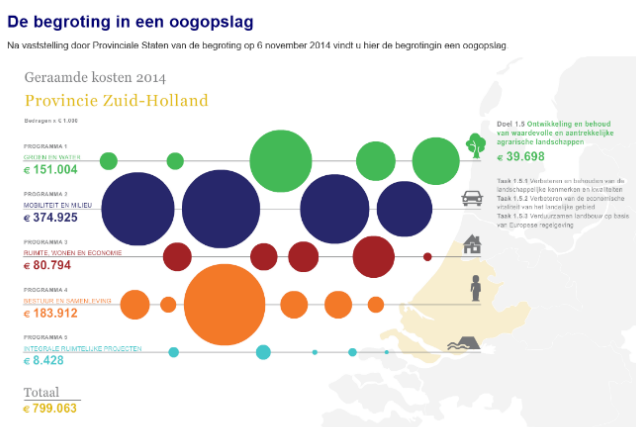 De begroting in een oogopslag
Na vaststelling door Provinciale Staten van de begroting op 6 november 2014 vindt u hier de begrotingin een oogopslag.
Geraamde kosten 2014
Provincie Zuid-Holland
Bedragen x € 1.000
PROGRAMMA 1
GROEN EN WATER
€ 151.004
PROGRAMMA 2
MOBILITEIT EN MILIEU
€ 374.925
PROGRAMMA 3
RUIMTE, WONEN EN ECONOMIE
€ 80.794
PROGRAMMA 4
BESTUUR EN SAMENLEVING
€ 183.912
PROGRAMMA 5
INTEGRALE RUIMTELIJKE PROJECTEN
€ 8.428
Totaal
€ 799.063
Doel 1.5 Ontwikkeling en behoud
van waardevolle en aantrekkelijke
agrarische landschappen
€ 39.698
Taak 1.5.1 Verbeteren en behouden van de
landschappelijke kenmerken en kwaliteiten
Taak 1.5.2 Verbeteren van de economische
vitaliteit van het landelijke gebied
Taak 1.5.3 Verduurzamen landbouw op basis
van Europese regelgeving